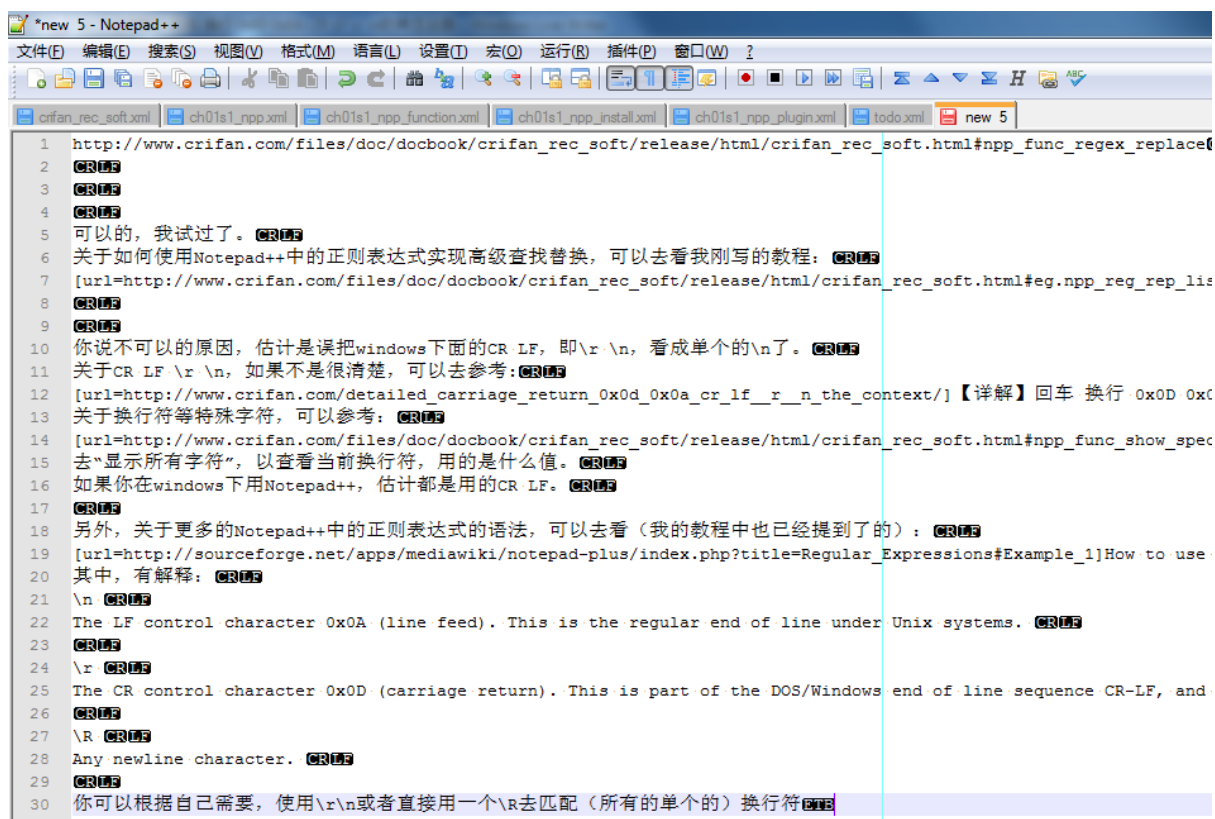 *new 5 - Notepad++
文件(F) 编辑(E) 搜索(S) 视图(V) 格式(M) 语言(L) 设置(T) 宏(O) 运行(R) 插件(P) 窗口(W) ?
crifan_rec_soft.xml ch01s1_npp.xml ch01s1_npp_function.xml ch01s1_npp_install.xml ch01s1_npp_plugin.xml todo.xml new 5
1 http://www.crifan.com/files/doc/docbook/crifan_rec_soft/release/html/crifan_rec_soft.html#npp_func_regex_replace
2 CRLF
3 CRLF
4 CRLF
5 可以的，我试过了。CRLF
6 关于如何使用Notepad++中的正则表达式实现高级查找替换，可以去看我刚写的教程：CRLF
7 [url=http://www.crifan.com/files/doc/docbook/crifan_rec_soft/release/html/crifan_rec_soft.html#eg.npp_reg_rep_lis
8 CRLF
9 CRLF
10 你说不可以的原因，估计是误把windows下面的CR LF，即\r \n，看成单个的\n了。CRLF
11 关于CR LF \r \n，如果不是很清楚，可以去参考:CRLF
12 [url=http://www.crifan.com/detailed_carriage_return_0x0d_0x0a_cr_lf__r__n_the_context/]【详解】回车 换行 0x0D 0x0
13 关于换行符等特殊字符，可以参考：CRLF
14 [url=http://www.crifan.com/files/doc/docbook/crifan_rec_soft/release/html/crifan_rec_soft.html#npp_func_show_spec
15 去“显示所有字符”，以查看当前换行符，用的是什么值。CRLF
16 如果你在windows下用Notepad++，估计都是用的CR LF。CRLF
17 CRLF
18 另外，关于更多的Notepad++中的正则表达式的语法，可以去看（我的教程中也已经提到了的）：CRLF
19 [url=http://sourceforge.net/apps/mediawiki/notepad-plus/index.php?title=Regular_Expressions#Example_1]How to use
20 其中，有解释：CRLF
21 \n CRLF
22 The LF control character 0x0A (line feed). This is the regular end of line under Unix systems. CRLF
23 CRLF
24 \r CRLF
25 The CR control character 0x0D (carriage return). This is part of the DOS/Windows end of line sequence CR-LF, and
26 CRLF
27 \R CRLF
28 Any newline character. CRLF
29 CRLF
30 你可以根据自己需要，使用\r\n或者直接用一个\R去匹配（所有的单个的）换行符ETB